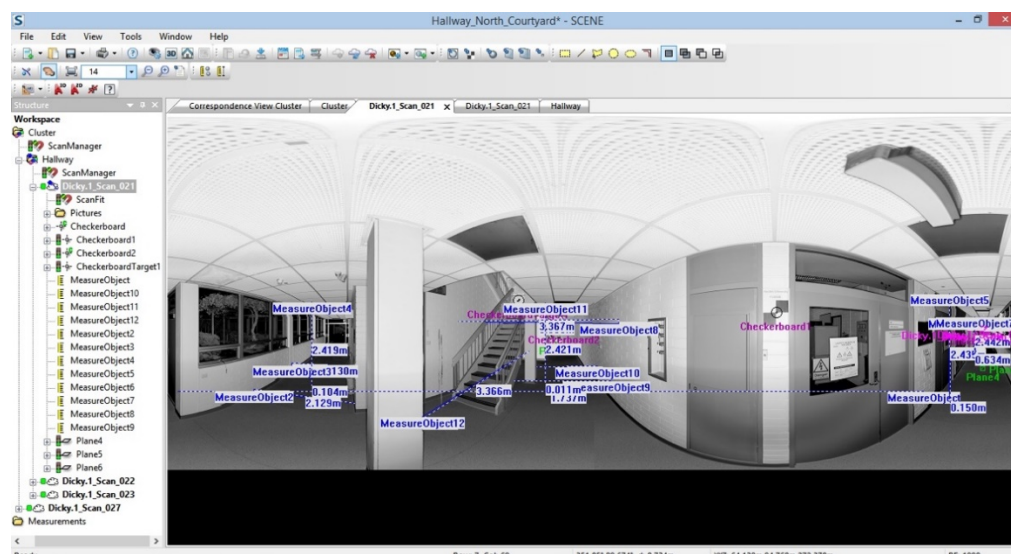 S Hallway_North_Courtyard* - SCENE
File Edit View Tools Window Help
14
Structure
Correspondence View Cluster Cluster Dicky.1_Scan_021 x Dicky.1_Scan_021 Hallway
Workspace
Cluster
ScanManager
Hallway
ScanManager
Dicky.1_Scan_021
ScanFit
Pictures
Checkerboard
Checkerboard1
Checkerboard2
CheckerboardTarget1
MeasureObject
MeasureObject10
MeasureObject11
MeasureObject12
MeasureObject2
MeasureObject3
MeasureObject4
MeasureObject5
MeasureObject6
MeasureObject7
MeasureObject8
MeasureObject9
Plane4
Plane5
Plane6
Dicky.1_Scan_022
Dicky.1_Scan_023
Dicky.1_Scan_027
Measurements
MeasureObject4
MeasureObject11
MeasureObject5
3.367m
MeasureObject8
Checkerboard1
MeasureObject7
2.419m
2.421m
2.442m
0.634m
MeasureObject3
MeasureObject10
Plane4
MeasureObject2
0.104m
3.366m
0.011m
MeasureObject9
MeasureObject
2.129m
1.737m
0.150m
MeasureObject12